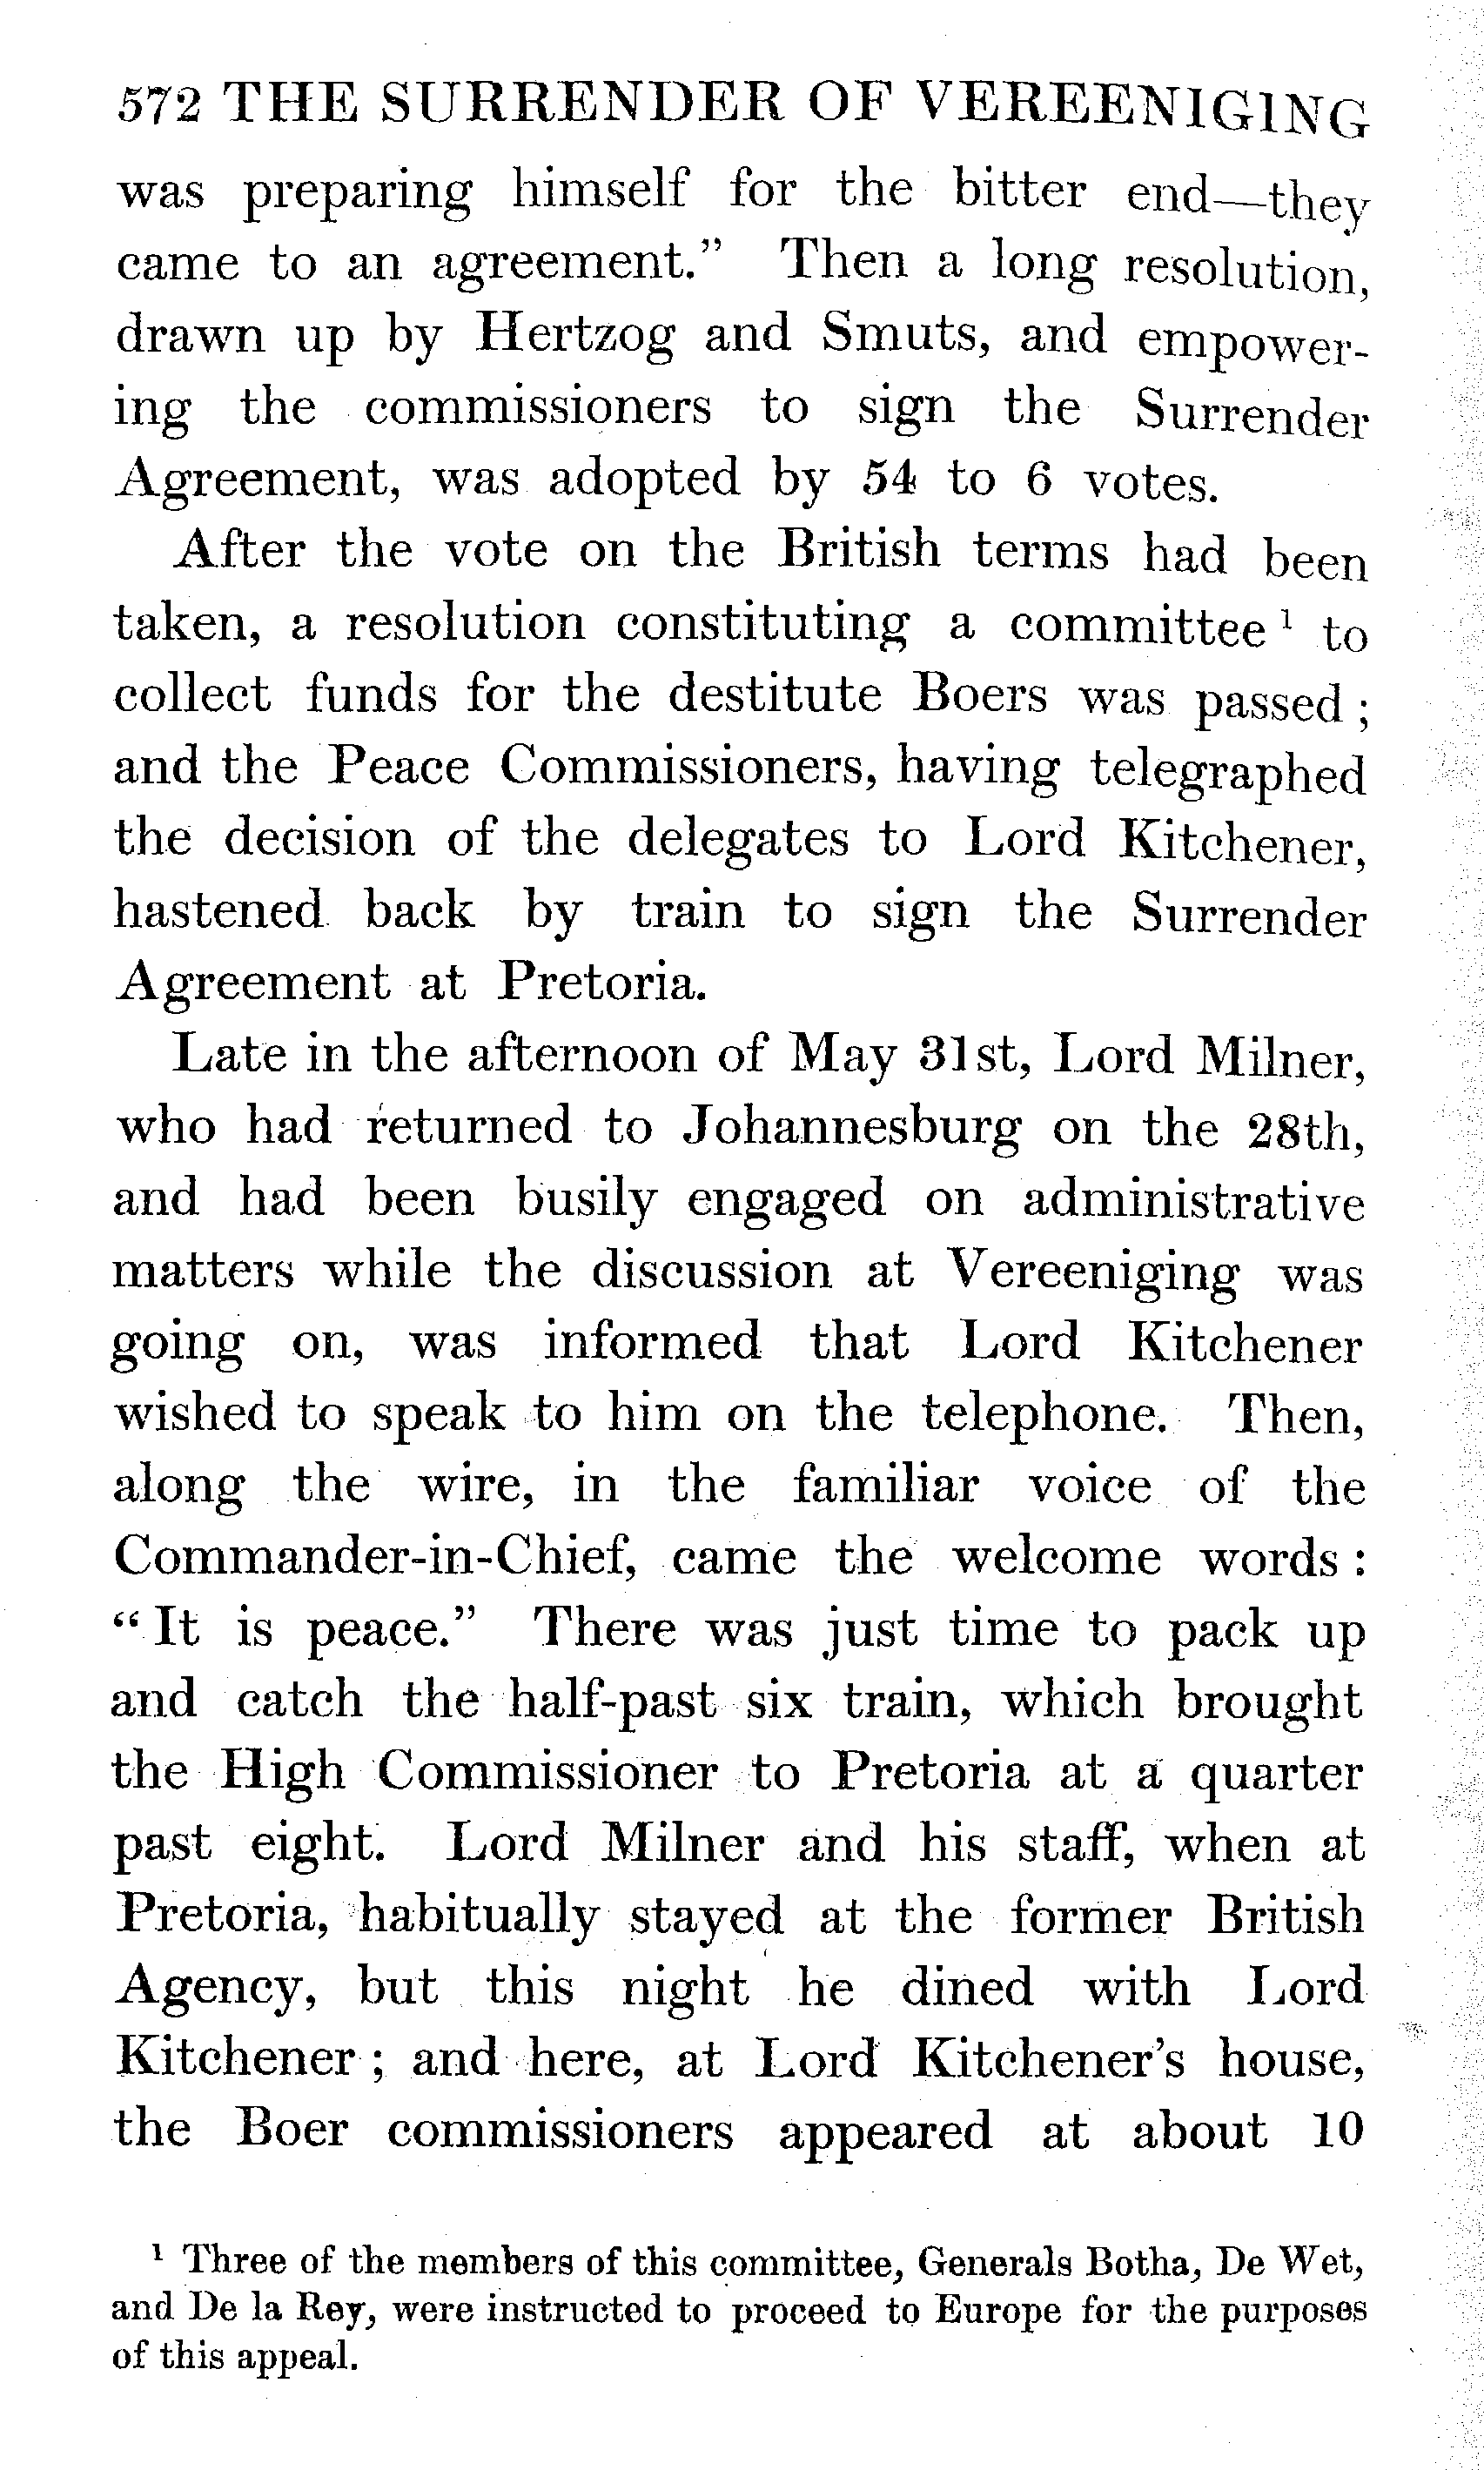 572 THE SURRENDER OF VEREENIGING
was preparing himself for the bitter end—they
came to an agreement." Then a long resolution,
drawn up by Hertzog and Smuts, and empower-
ing the commissioners to sign the Surrender
Agreement, was adopted by 54 to 6 votes.
After the vote on the British terms had been
taken, a resolution constituting a committee ¹ to
collect funds for the destitute Boers was passed ;
and the Peace Commissioners, having telegraphed
the decision of the delegates to Lord Kitchener,
hastened back by train to sign the Surrender
Agreement at Pretoria.
Late in the afternoon of May 31st, Lord Milner,
who had returned to Johannesburg on the 28th,
and had been busily engaged on administrative
matters while the discussion at Vereeniging was
going on, was informed that Lord Kitchener
wished to speak to him on the telephone. Then,
along the wire, in the familiar voice of the
Commander-in-Chief, came the welcome words :
"It is peace." There was just time to pack up
and catch the half-past six train, which brought
the High Commissioner to Pretoria at a quarter
past eight. Lord Milner and his staff, when at
Pretoria, habitually stayed at the former British
Agency, but this night he dined with Lord
Kitchener ; and here, at Lord Kitchener's house,
the Boer commissioners appeared at about 10
¹ Three of the members of this committee, Generals Botha, De Wet,
and De la Rey, were instructed to proceed to Europe for the purposes
of this appeal.